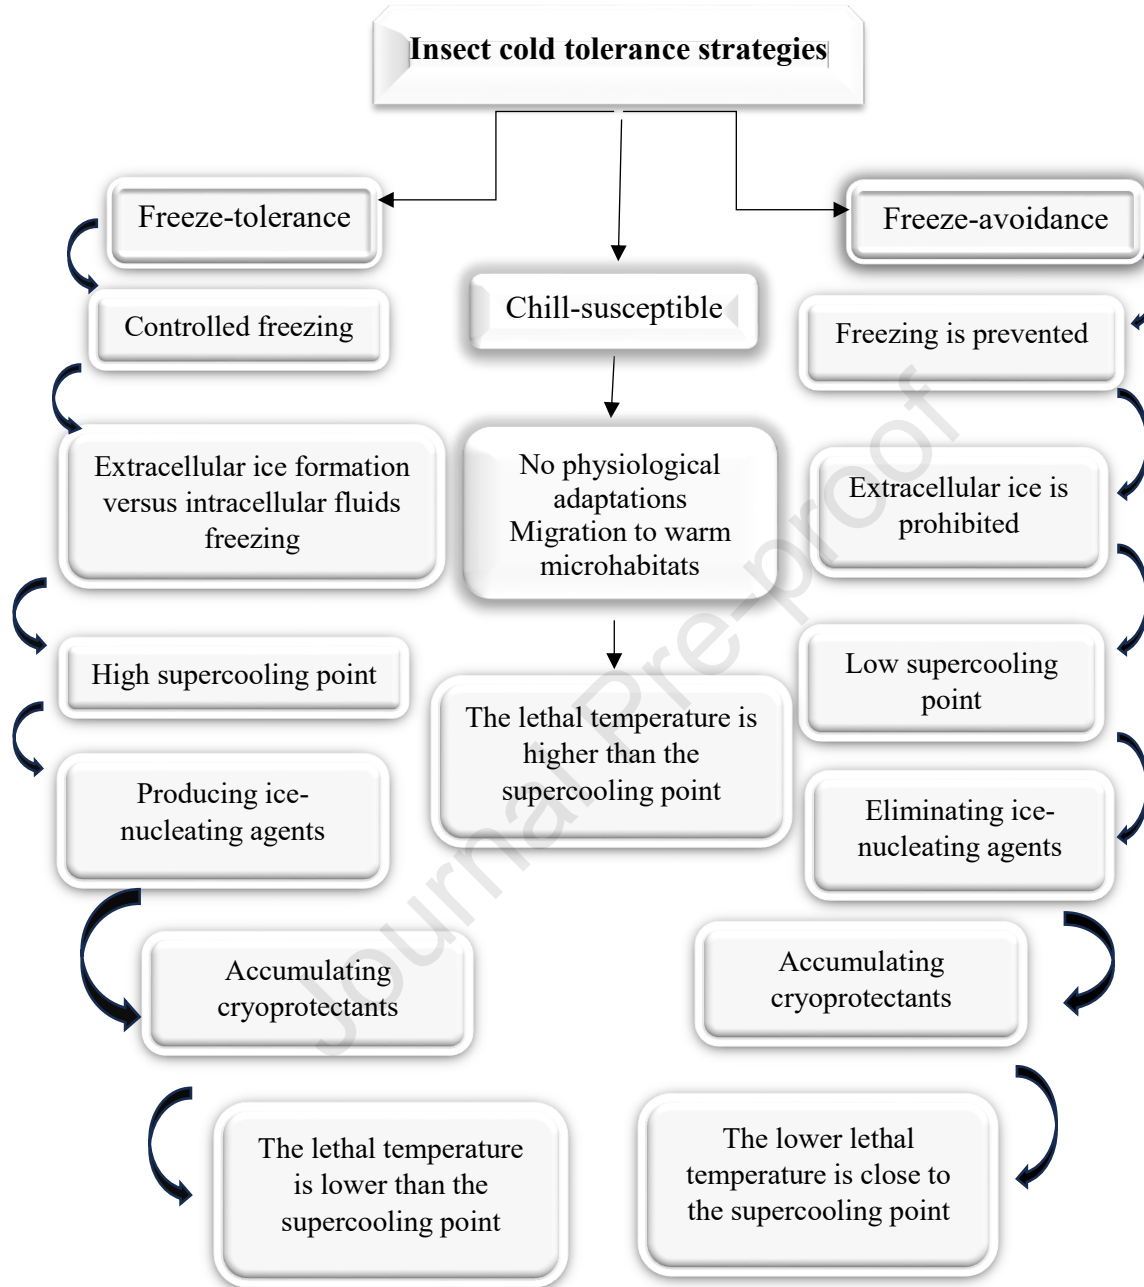 Insect cold tolerance strategies
Freeze-tolerance
Controlled freezing
Extracellular ice formation
versus intracellular fluids
freezing
High supercooling point
Producing ice-
nucleating agents
Accumulating
cryoprotectants
The lethal temperature
is lower than the
supercooling point
Chill-susceptible
No physiological
adaptations
Migration to warm
microhabitats
The lethal temperature is
higher than the
supercooling point
Freeze-avoidance
Freezing is prevented
Extracellular ice is
prohibited
Low supercooling
point
Eliminating ice-
nucleating agents
Accumulating
cryoprotectants
The lower lethal
temperature is close to
the supercooling point
Journal Pre-proof